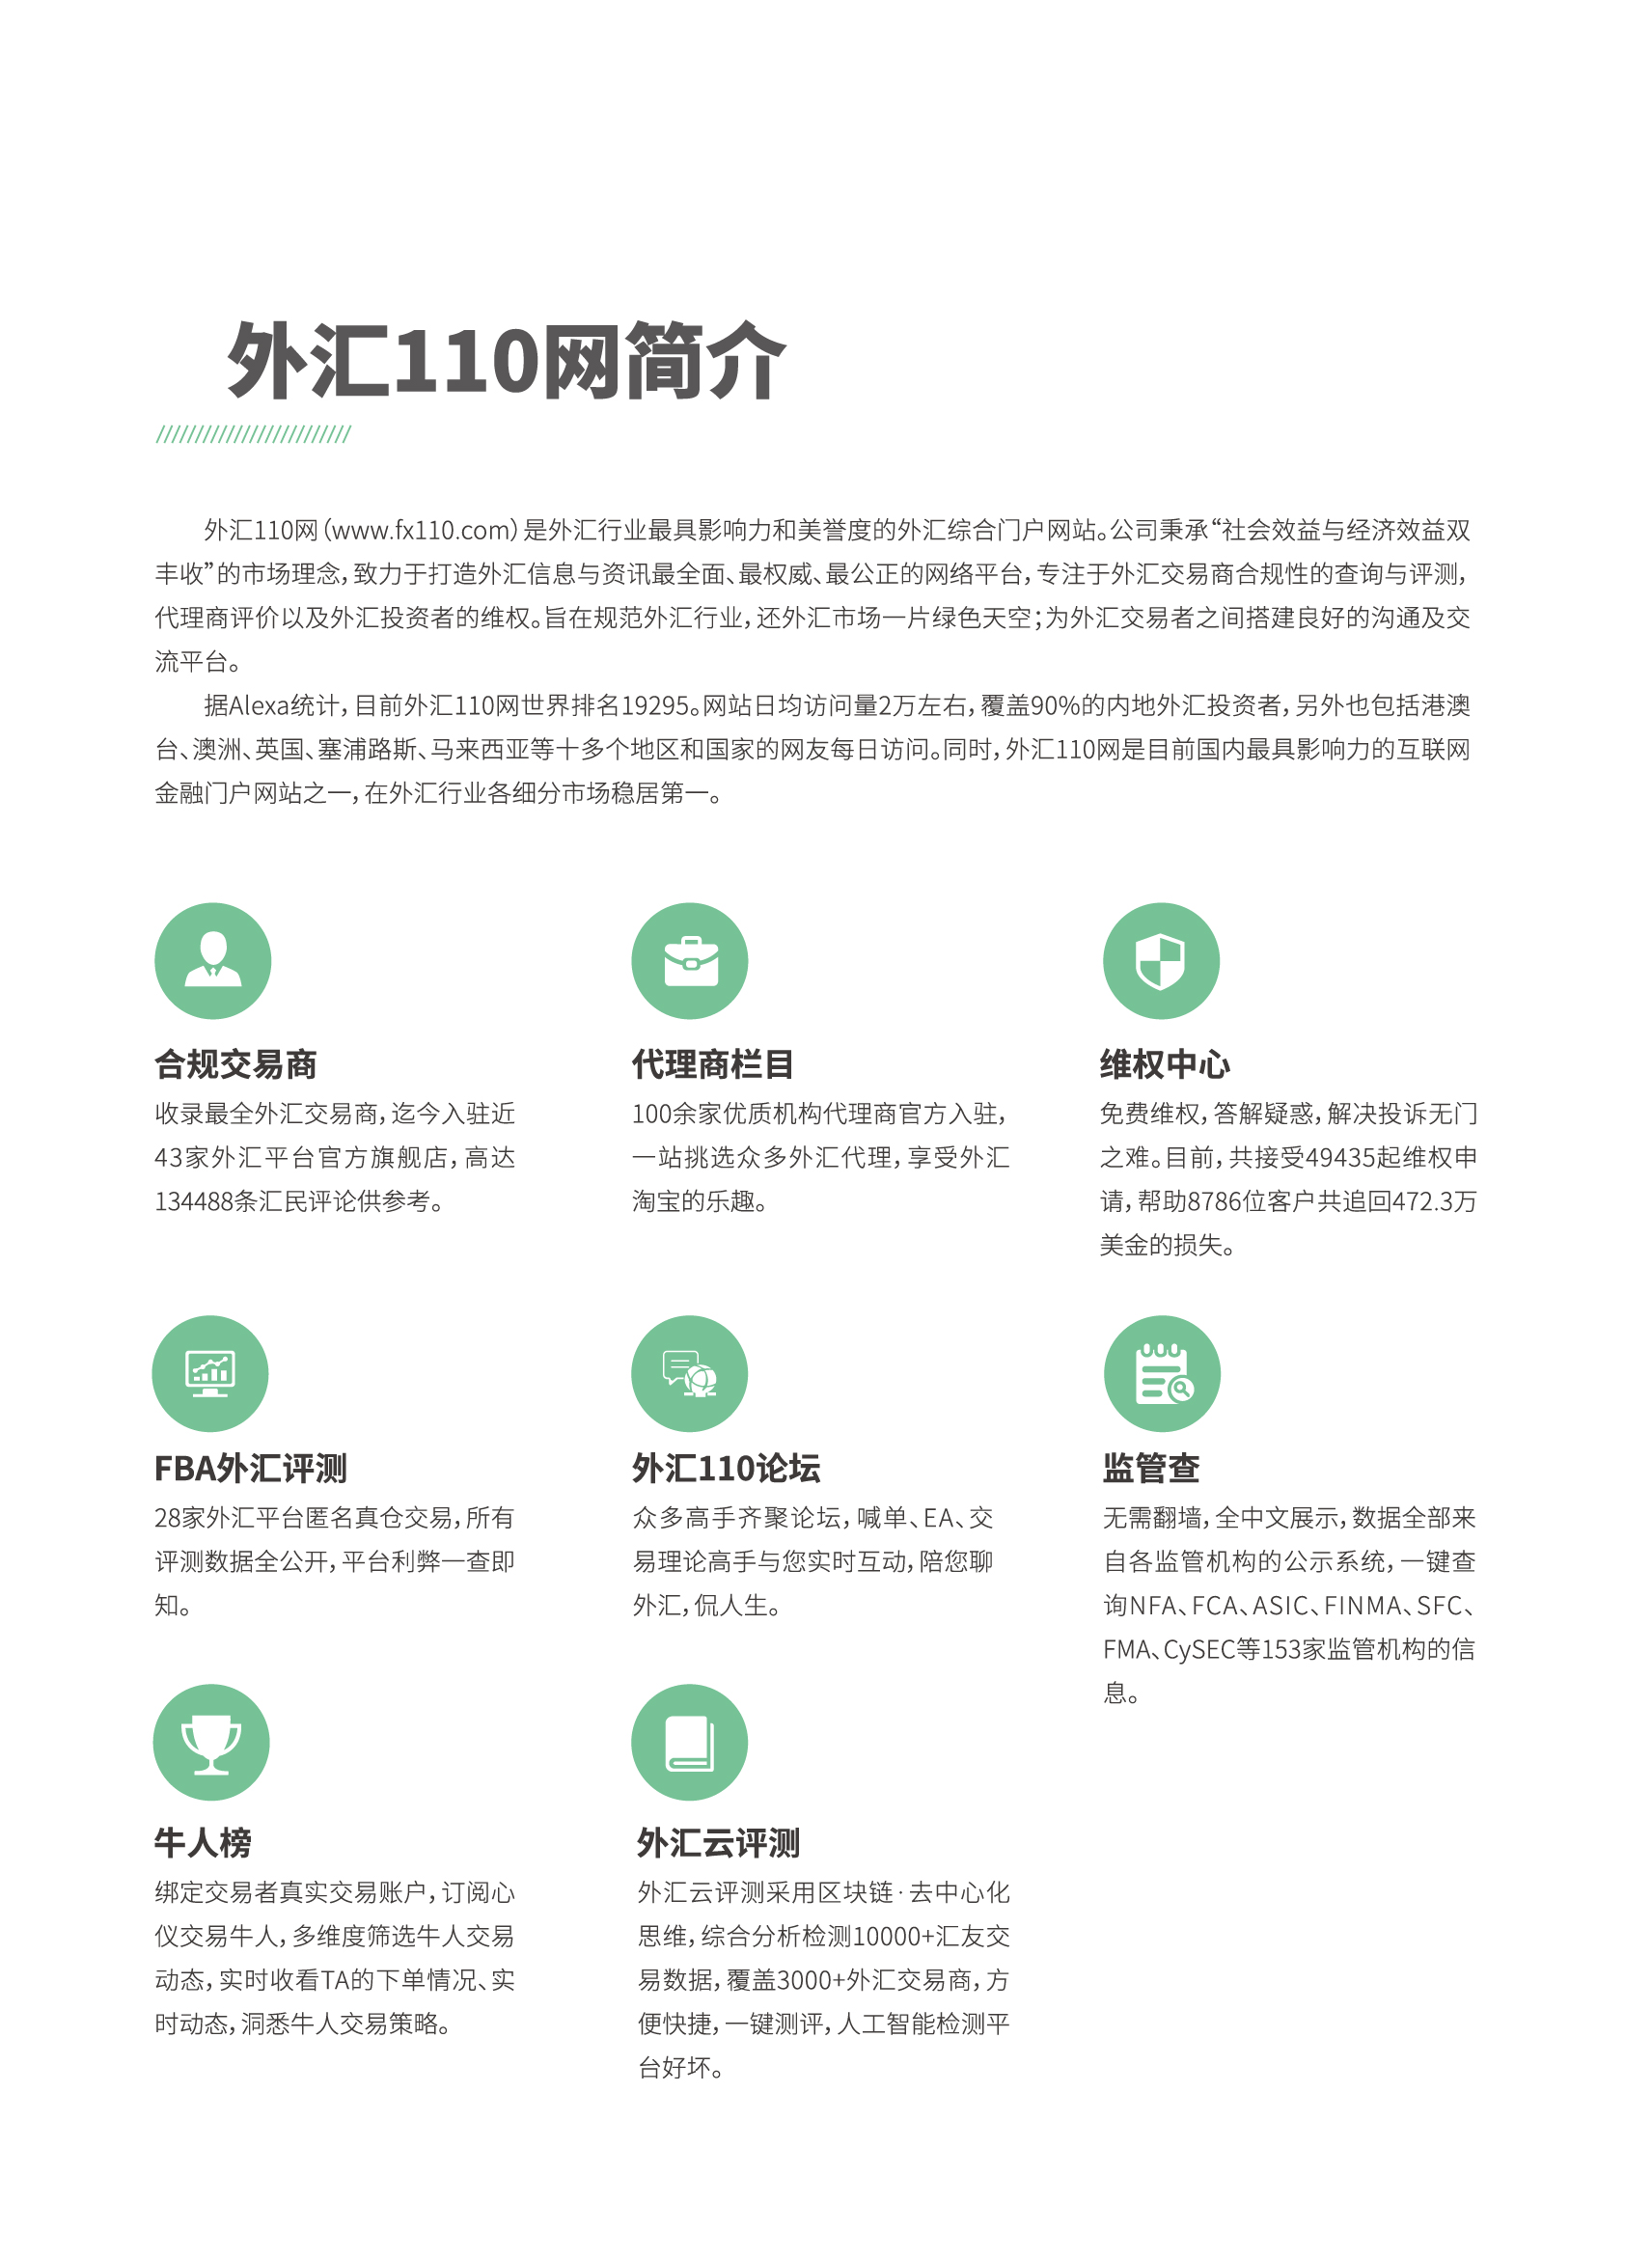 外汇110网简介
外汇110网（www.fx110.com）是外汇行业最具影响力和美誉度的外汇综合门户网站。公司秉承“社会效益与经济效益双
丰收”的市场理念，致力于打造外汇信息与资讯最全面、最权威、最公正的网络平台，专注于外汇交易商合规性的查询与评测，
代理商评价以及外汇投资者的维权。旨在规范外汇行业，还外汇市场一片绿色天空；为外汇交易者之间搭建良好的沟通及交
流平台。
据Alexa统计，目前外汇110网世界排名19295。网站日均访问量2万左右，覆盖90%的内地外汇投资者，另外也包括港澳
台、澳洲、英国、塞浦路斯、马来西亚等十多个地区和国家的网友每日访问。同时，外汇110网是目前国内最具影响力的互联网
金融门户网站之一，在外汇行业各细分市场稳居第一。
合规交易商
收录最全外汇交易商，迄今入驻近
43家外汇平台官方旗舰店，高达
134488条汇民评论供参考。
代理商栏目
100余家优质机构代理商官方入驻，
一站挑选众多外汇代理，享受外汇
淘宝的乐趣。
维权中心
免费维权，答解疑惑，解决投诉无门
之难。目前，共接受49435起维权申
请，帮助8786位客户共追回472.3万
美金的损失。
FBA外汇评测
28家外汇平台匿名真仓交易，所有
评测数据全公开，平台利弊一查即
知。
外汇110论坛
众多高手齐聚论坛，喊单、EA、交
易理论高手与您实时互动，陪您聊
外汇，侃人生。
监管查
无需翻墙，全中文展示，数据全部来
自各监管机构的公示系统，一键查
询NFA、FCA、ASIC、FINMA、SFC、
FMA、CySEC等153家监管机构的信
息。
牛人榜
绑定交易者真实交易账户，订阅心
仪交易牛人，多维度筛选牛人交易
动态，实时收看TA的下单情况、实
时动态，洞悉牛人交易策略。
外汇云评测
外汇云评测采用区块链·去中心化
思维，综合分析检测10000+汇友交
易数据，覆盖3000+外汇交易商，方
便快捷，一键测评，人工智能检测平
台好坏。